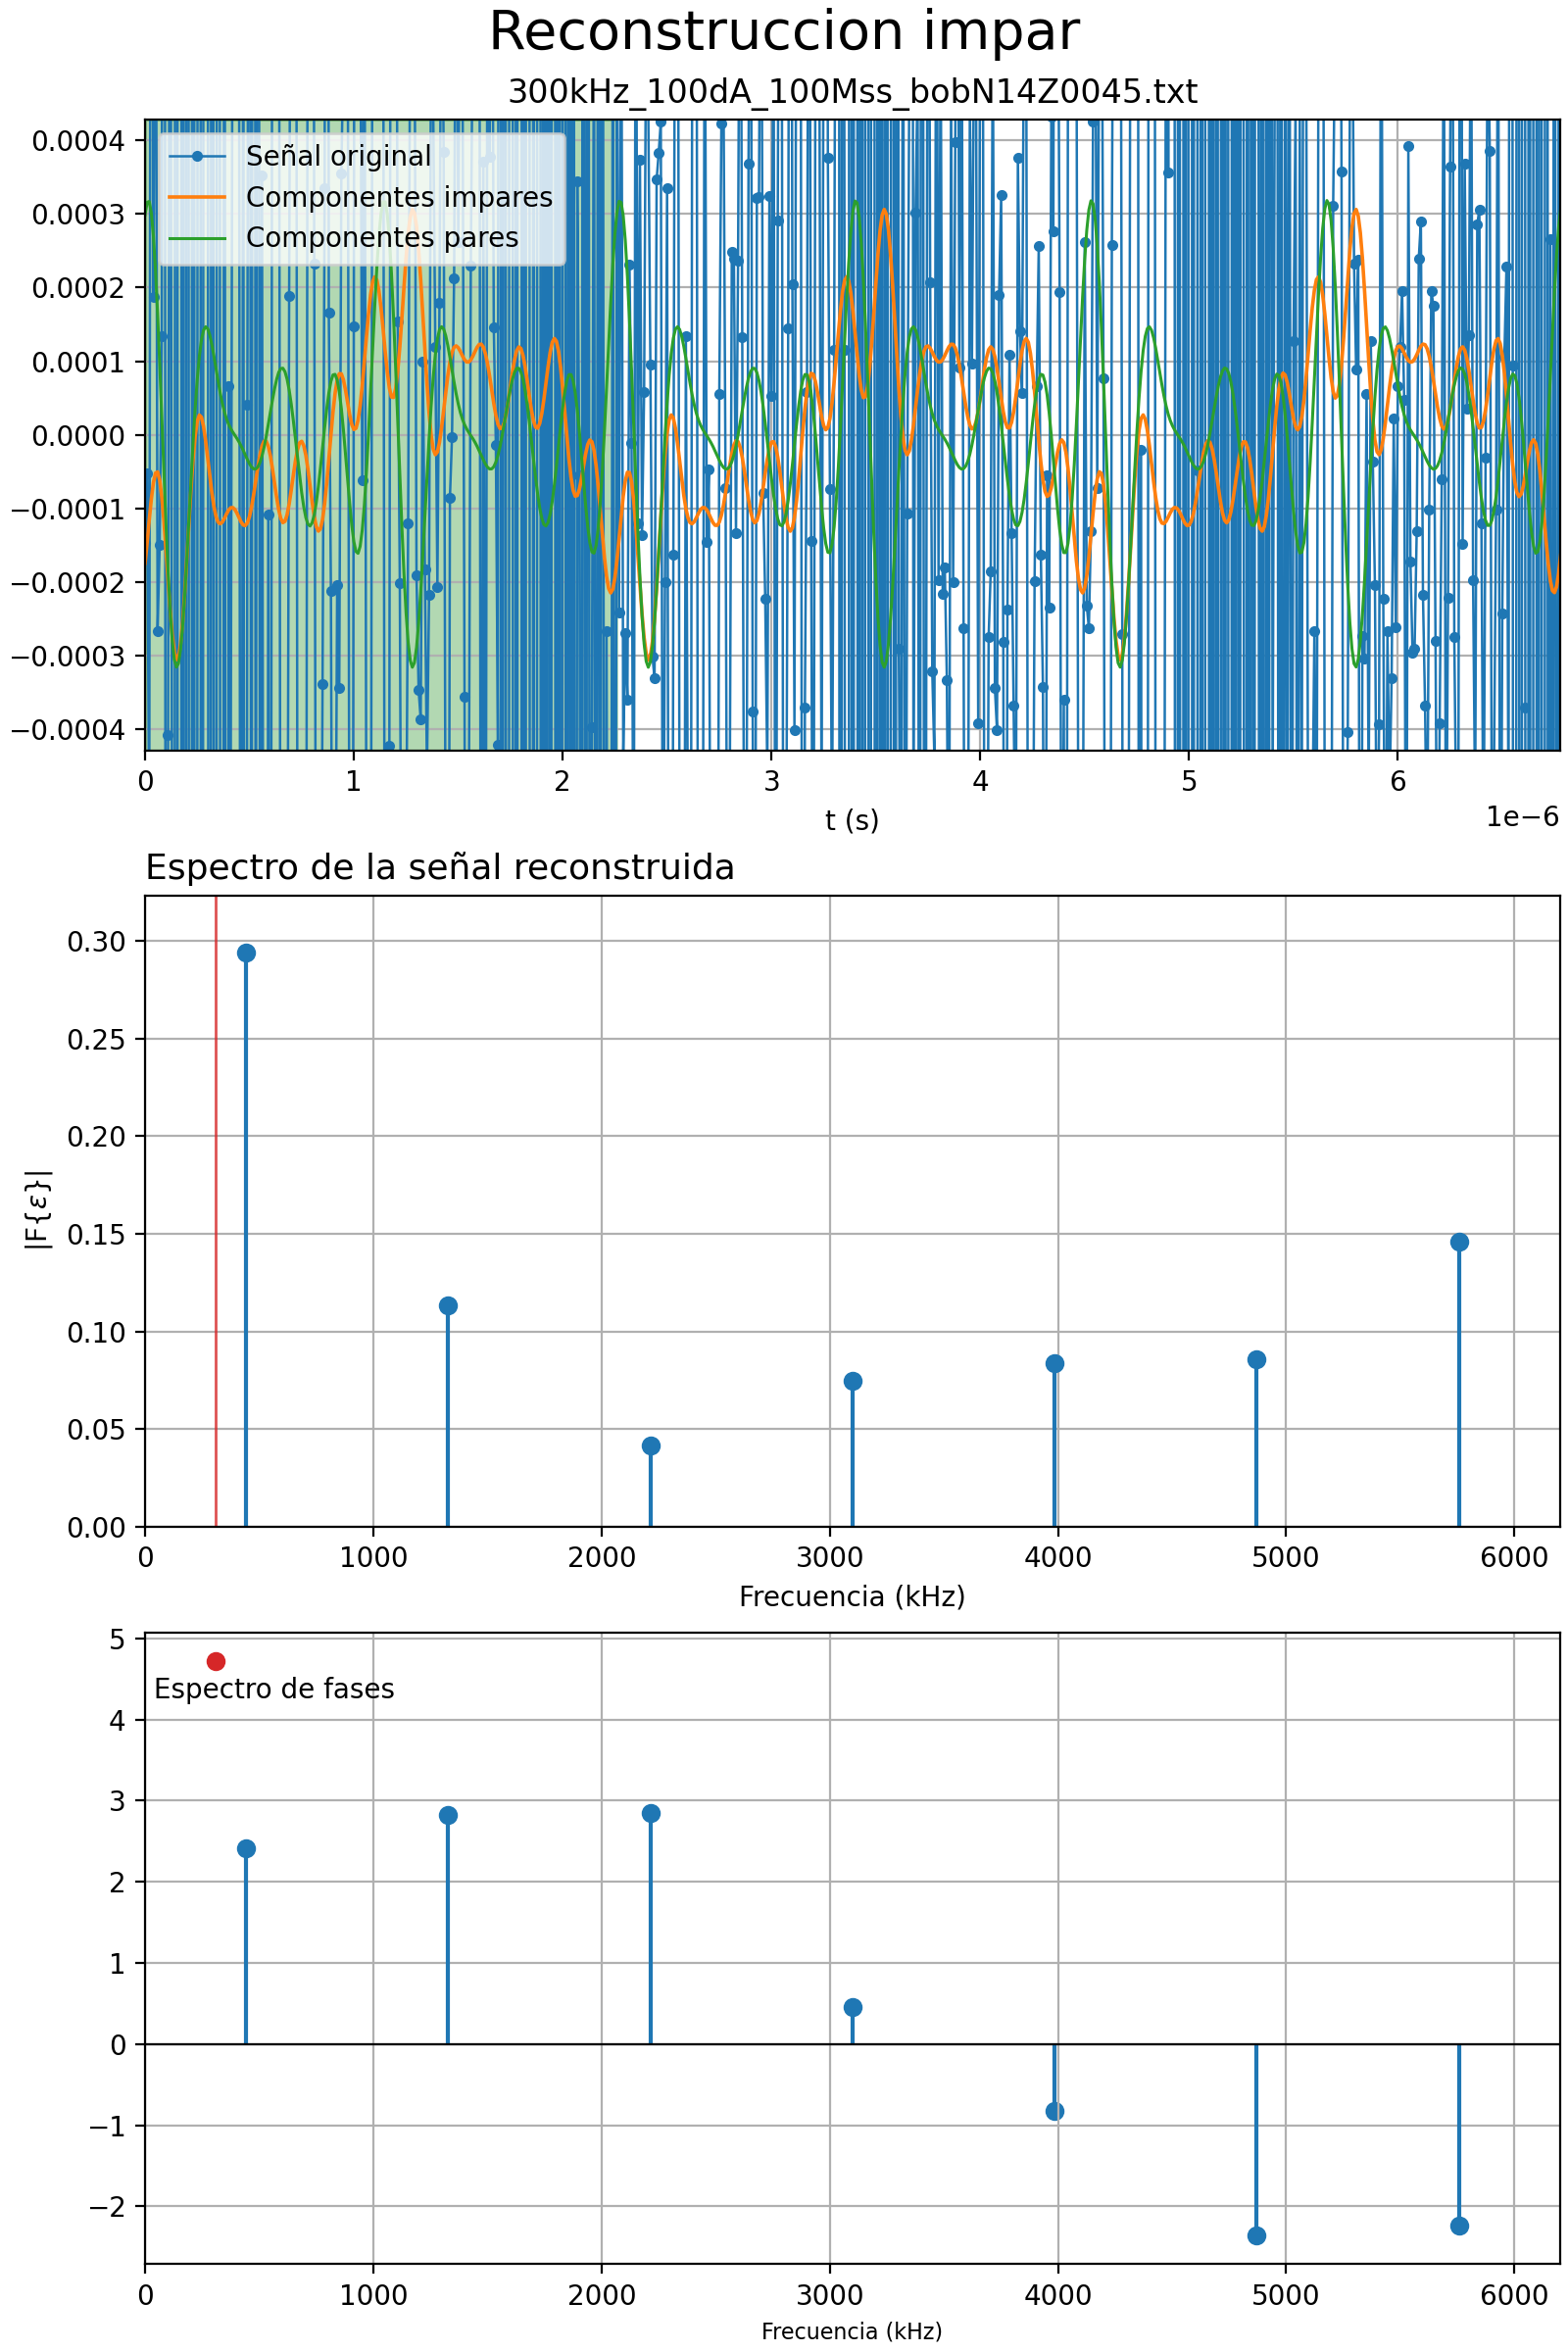 Reconstruccion impar
300kHz_100dA_100Mss_bobN14Z0045.txt
0.0004
0.0003
0.0002
0.0001
0.0000
−0.0001
−0.0002
−0.0003
−0.0004
Señal original
Componentes impares
Componentes pares
0 1 2 3 4 5 6
t (s)
1e−6
Espectro de la señal reconstruida
0.30
0.25
0.20
0.15
0.10
0.05
0.00
|F{ε}|
0 1000 2000 3000 4000 5000 6000
Frecuencia (kHz)
5
4
3
2
1
0
−1
−2
Espectro de fases
0 1000 2000 3000 4000 5000 6000
Frecuencia (kHz)